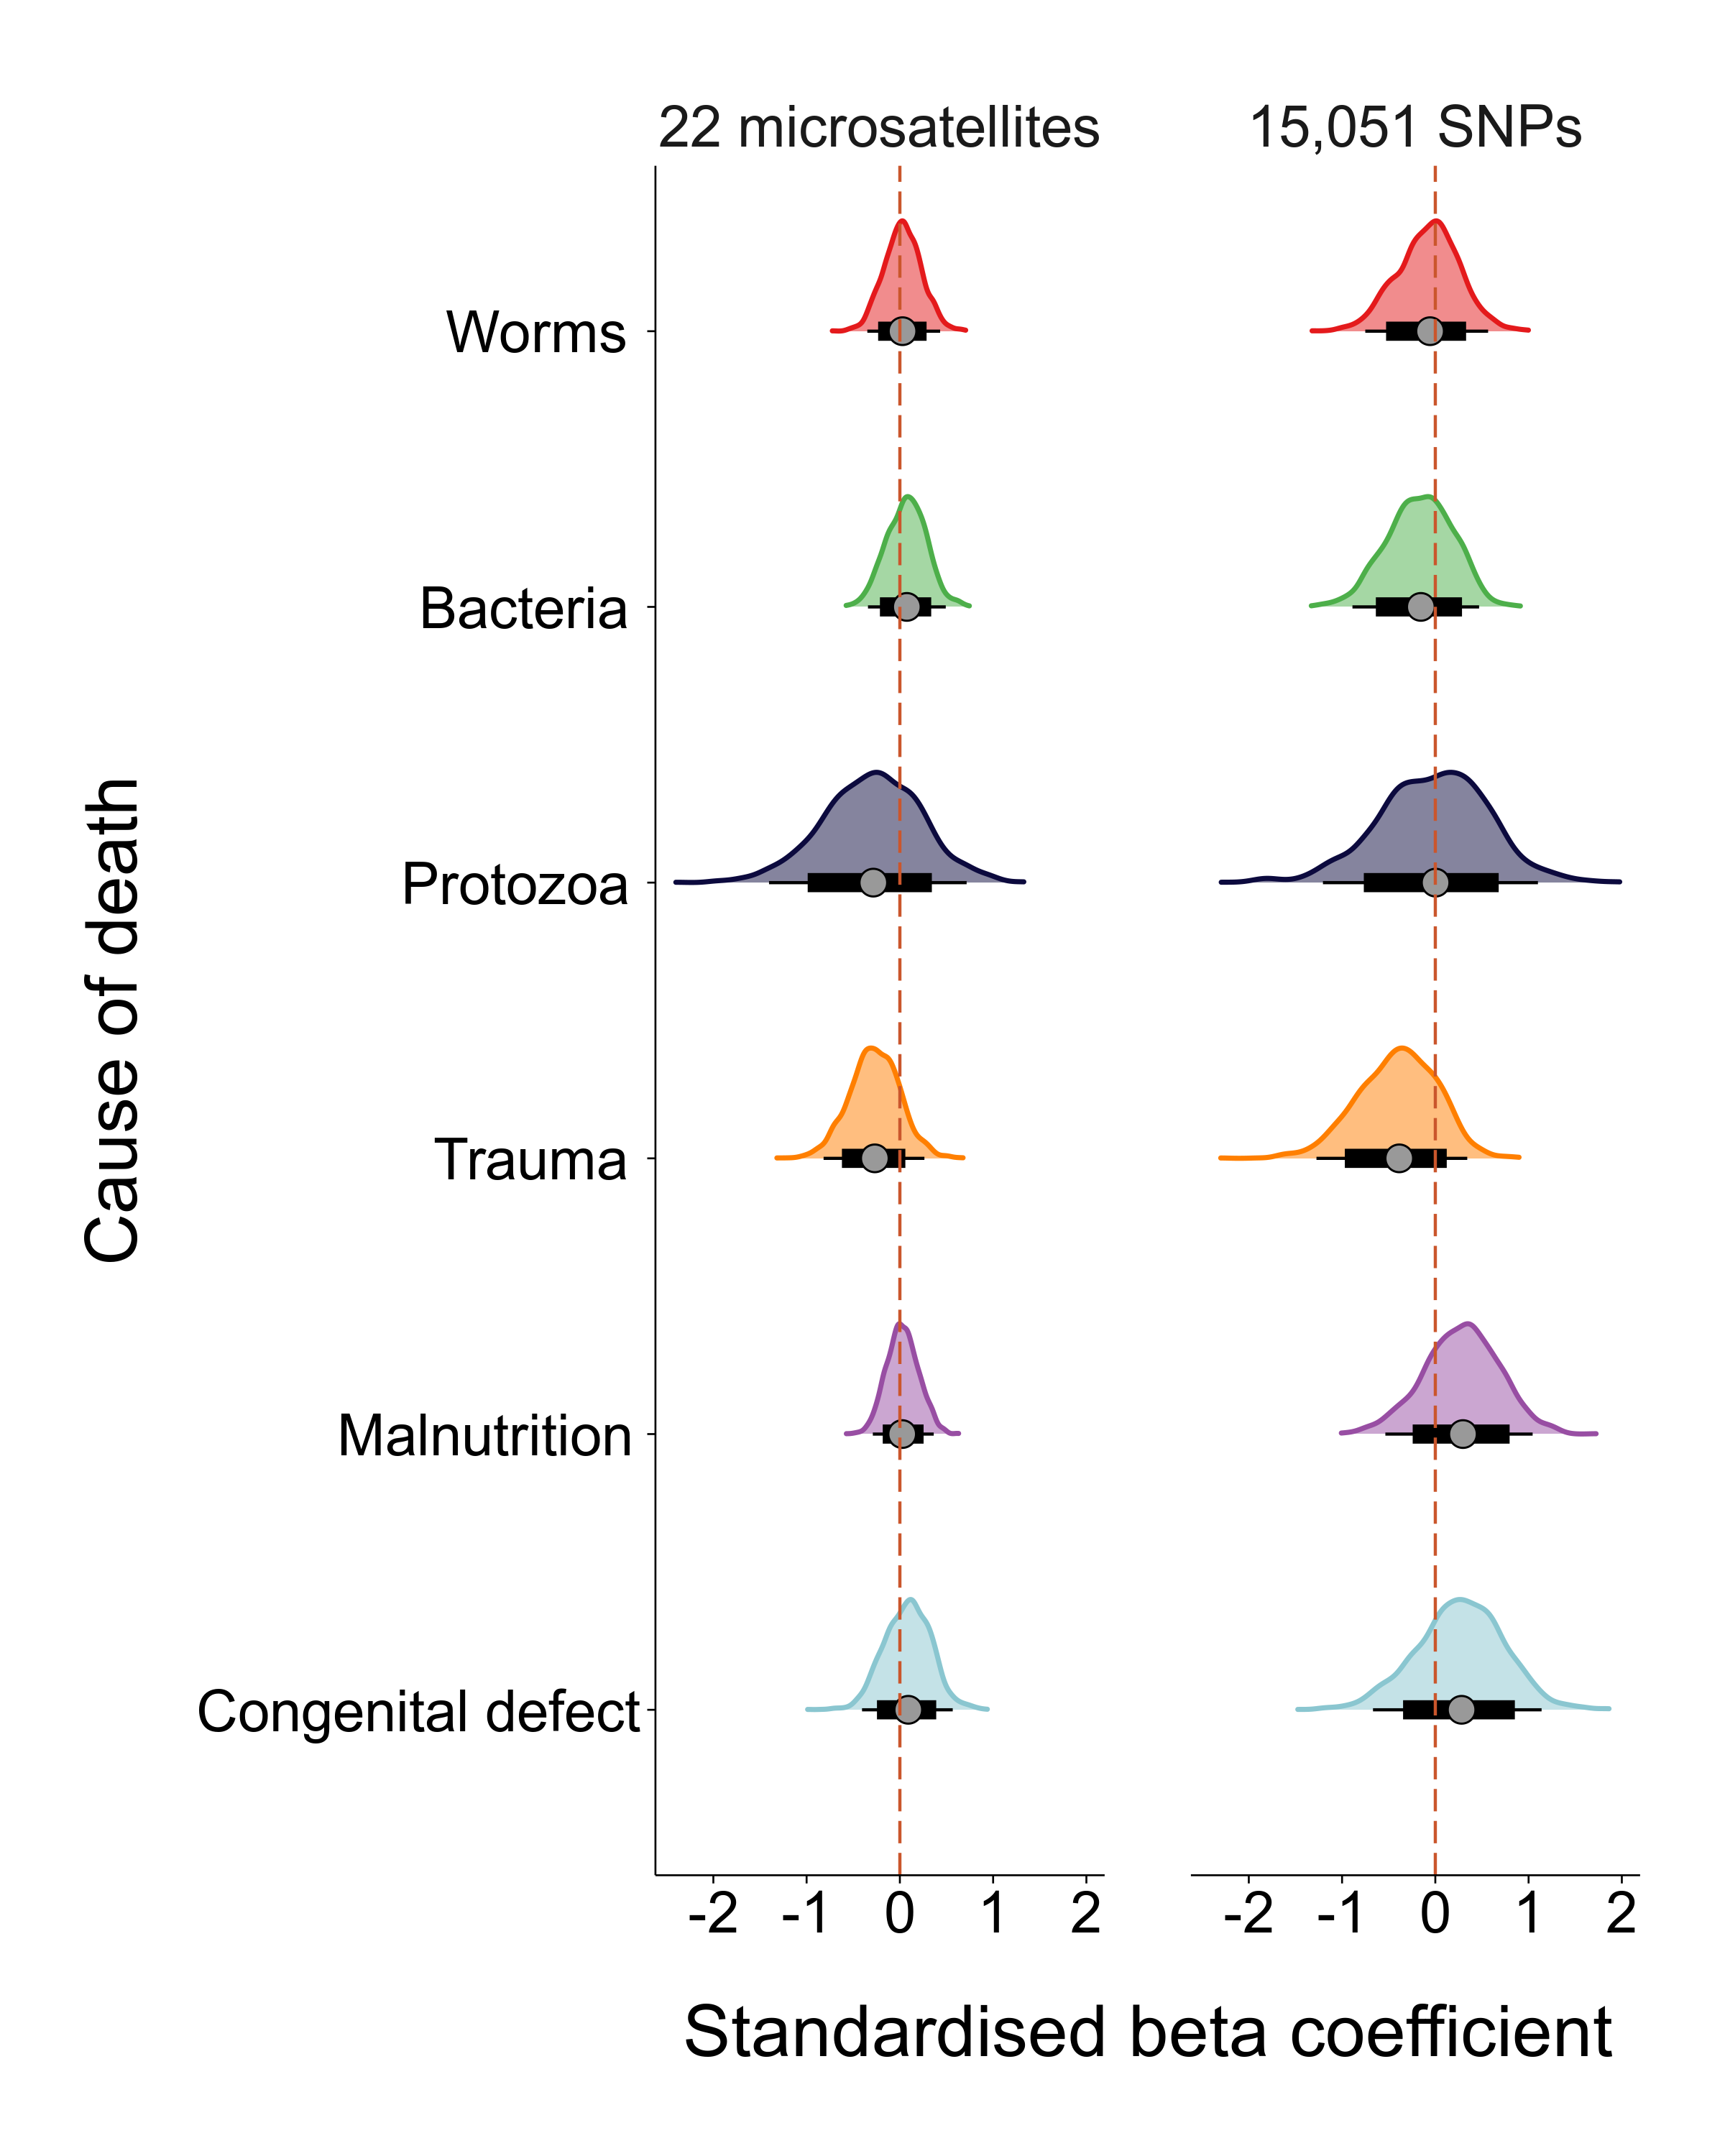 22 microsatellites
15,051 SNPs
Worms
Bacteria
Protozoa
Trauma
Malnutrition
Congenital defect
Cause of death
-2 -1 0 1 2
-2 -1 0 1 2
Standardised beta coefficient